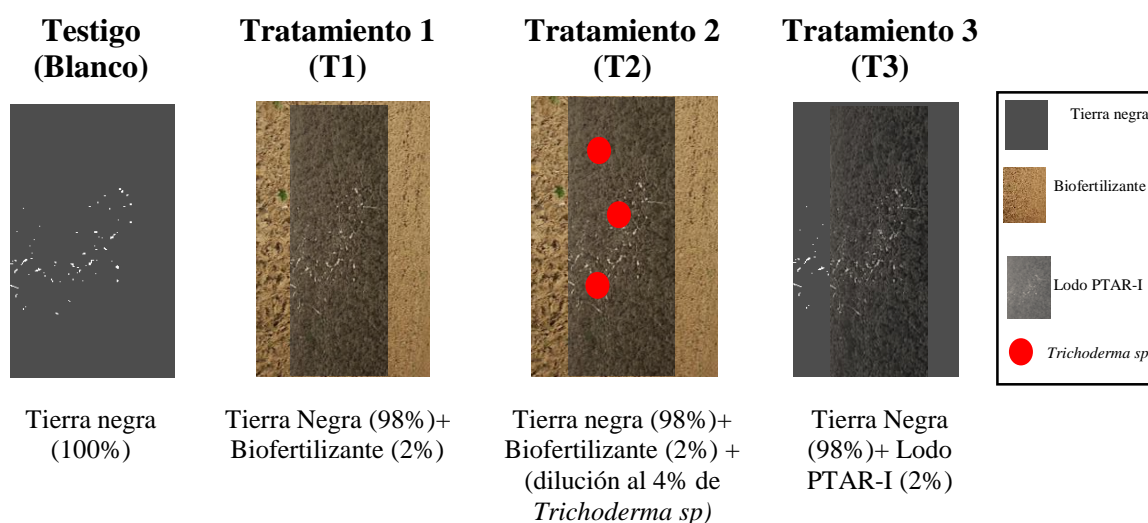 Testigo
(Blanco)
Tratamiento 1
(T1)
Tratamiento 2
(T2)
Tratamiento 3
(T3)
Tierra negra
Biofertilizante
Lodo PTAR-I
Trichoderma sp
Tierra negra
(100%)
Tierra Negra (98%)+
Biofertilizante (2%)
Tierra negra (98%)+
Biofertilizante (2%) +
(dilución al 4% de
Trichoderma sp)
Tierra Negra
(98%)+ Lodo
PTAR-I (2%)